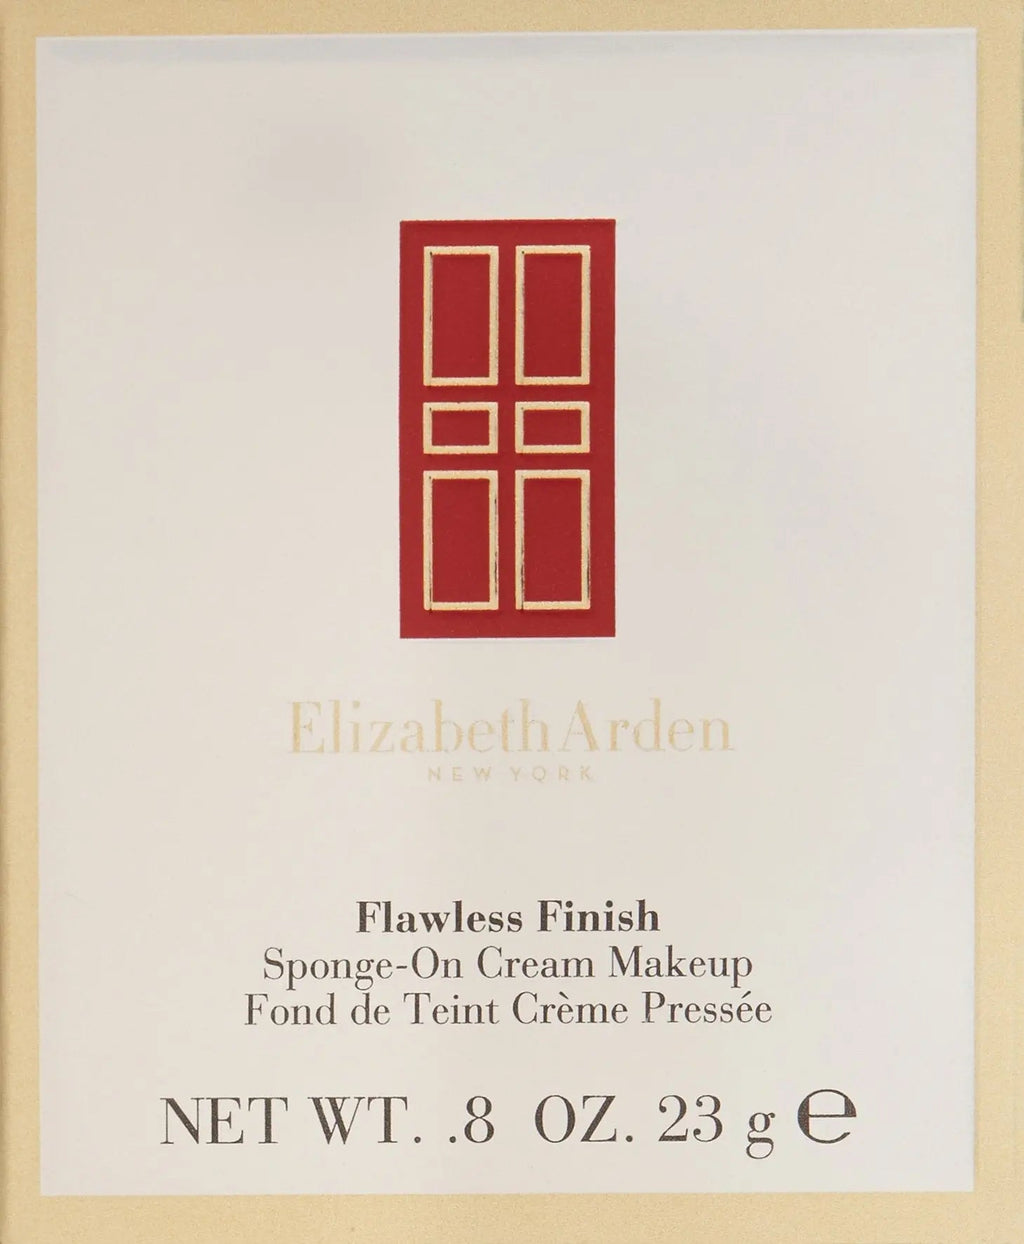 ElizabethArden
NEW YORK
Flawless Finish
Sponge-On Cream Makeup
Fond de Teint Crème Pressée
NET WT. .8 OZ. 23 g ℮